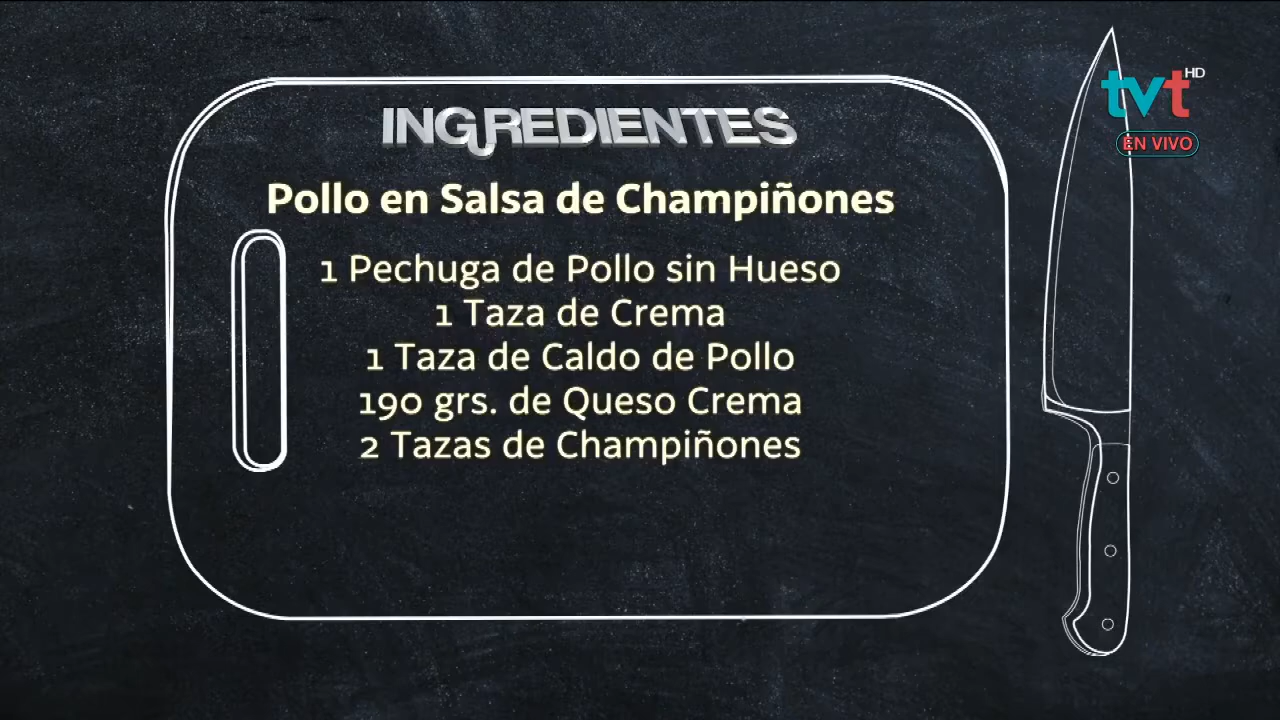 INGREDIENTES
Pollo en Salsa de Champiñones
1 Pechuga de Pollo sin Hueso
1 Taza de Crema
1 Taza de Caldo de Pollo
190 grs. de Queso Crema
2 Tazas de Champiñones
tvt HD
EN VIVO